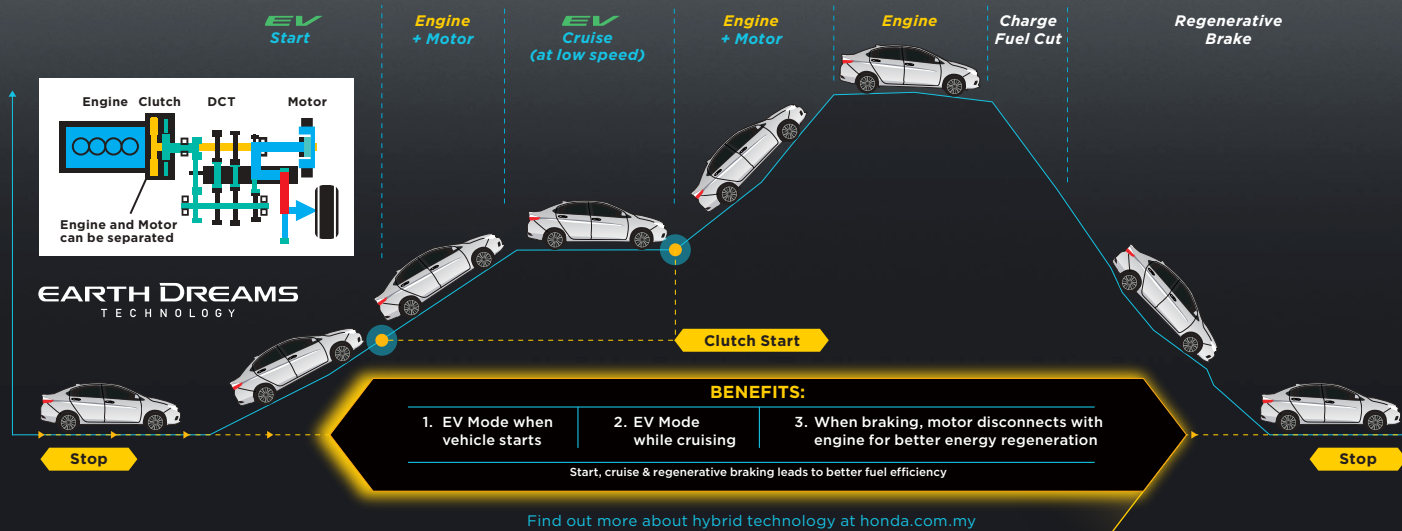 EV
Start
Engine
+ Motor
EV
Cruise
(at low speed)
Engine
+ Motor
Engine
Charge
Fuel Cut
Regenerative
Brake
Engine Clutch DCT Motor
Engine and Motor
can be separated
EARTH DREAMS
TECHNOLOGY
Clutch Start
Stop
BENEFITS:
1. EV Mode when
vehicle starts
2. EV Mode
while cruising
3. When braking, motor disconnects with
engine for better energy regeneration
Start, cruise & regenerative braking leads to better fuel efficiency
Stop
Find out more about hybrid technology at honda.com.my